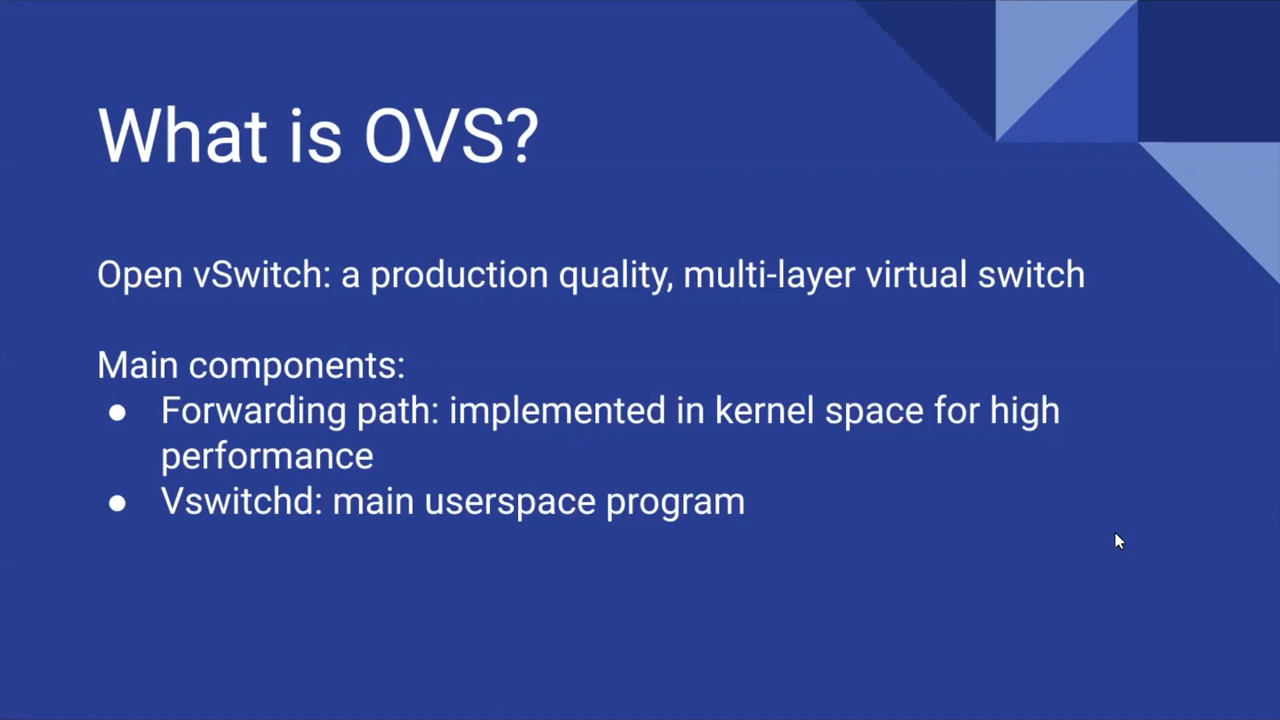 What is OVS?
Open vSwitch: a production quality, multi-layer virtual switch
Main components:
● Forwarding path: implemented in kernel space for high
performance
● Vswitchd: main userspace program